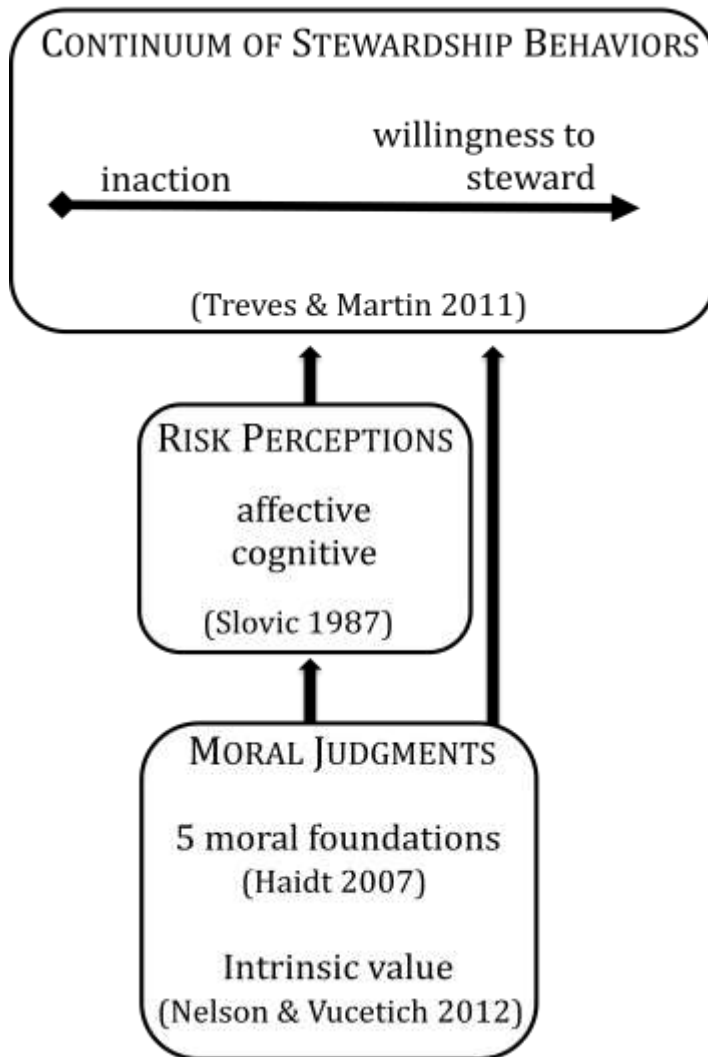 CONTINUUM OF STEWARDSHIP BEHAVIORS
willingness to
inaction steward
(Treves & Martin 2011)
RISK PERCEPTIONS
affective
cognitive
(Slovic 1987)
MORAL JUDGMENTS
5 moral foundations
(Haidt 2007)
Intrinsic value
(Nelson & Vucetich 2012)